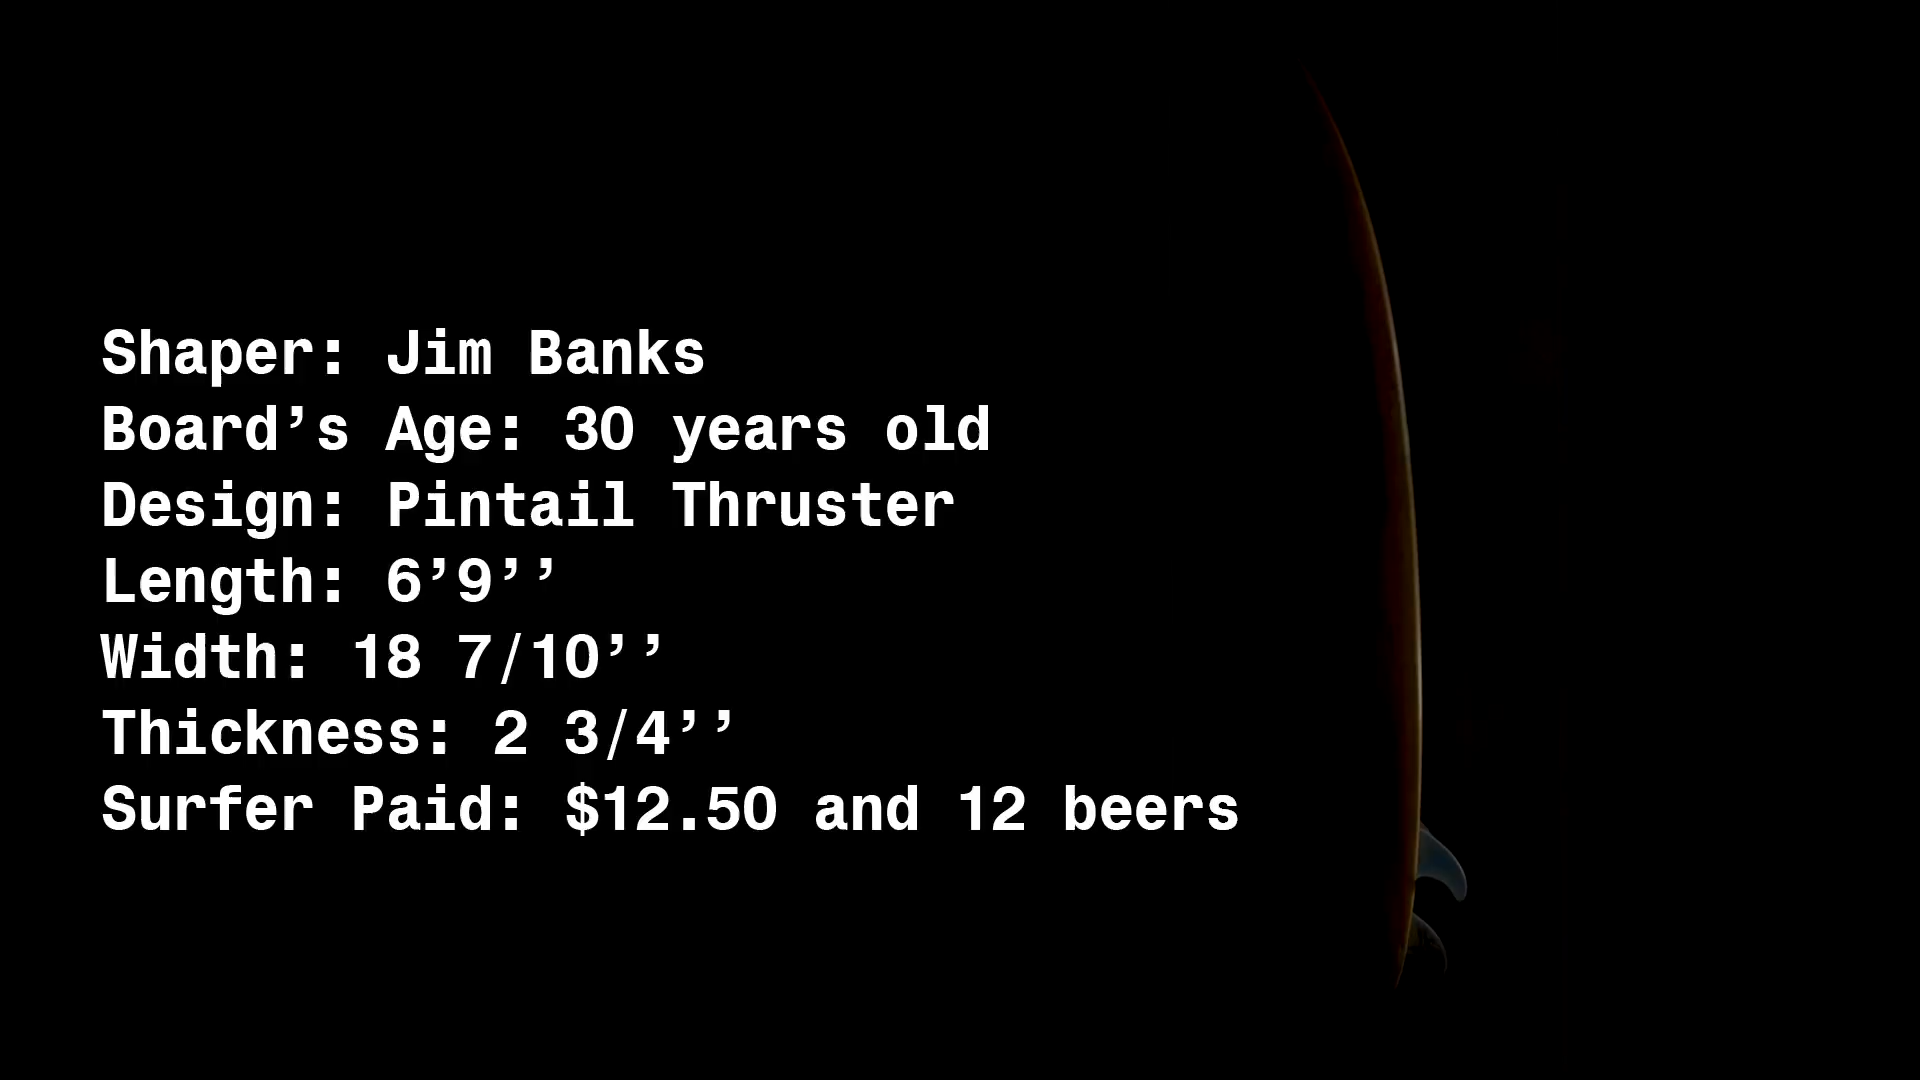 Shaper: Jim Banks
Board’s Age: 30 years old
Design: Pintail Thruster
Length: 6’9’’
Width: 18 7/10’’
Thickness: 2 3/4’’
Surfer Paid: $12.50 and 12 beers